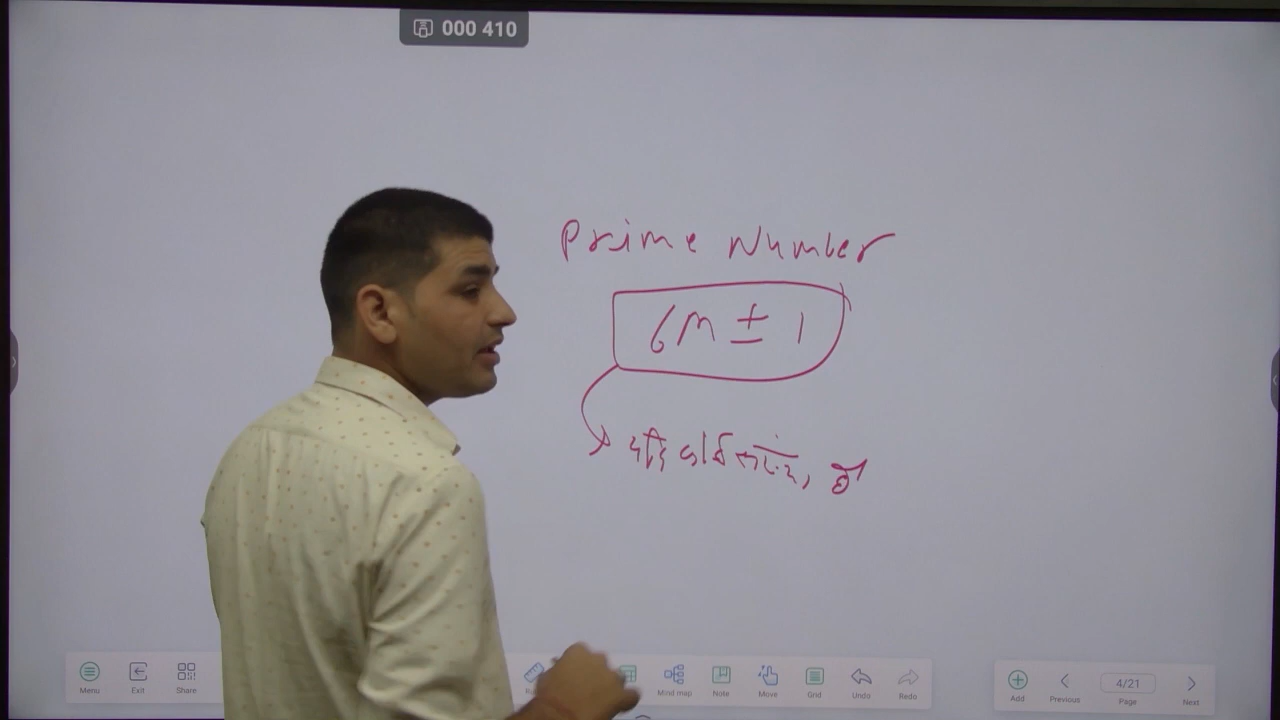 000 410
Prime Number
6n ± 1
यदि कोई
Menu Exit Share Mind map Note Move Grid Undo Redo Add Previous 4/21 Page Next